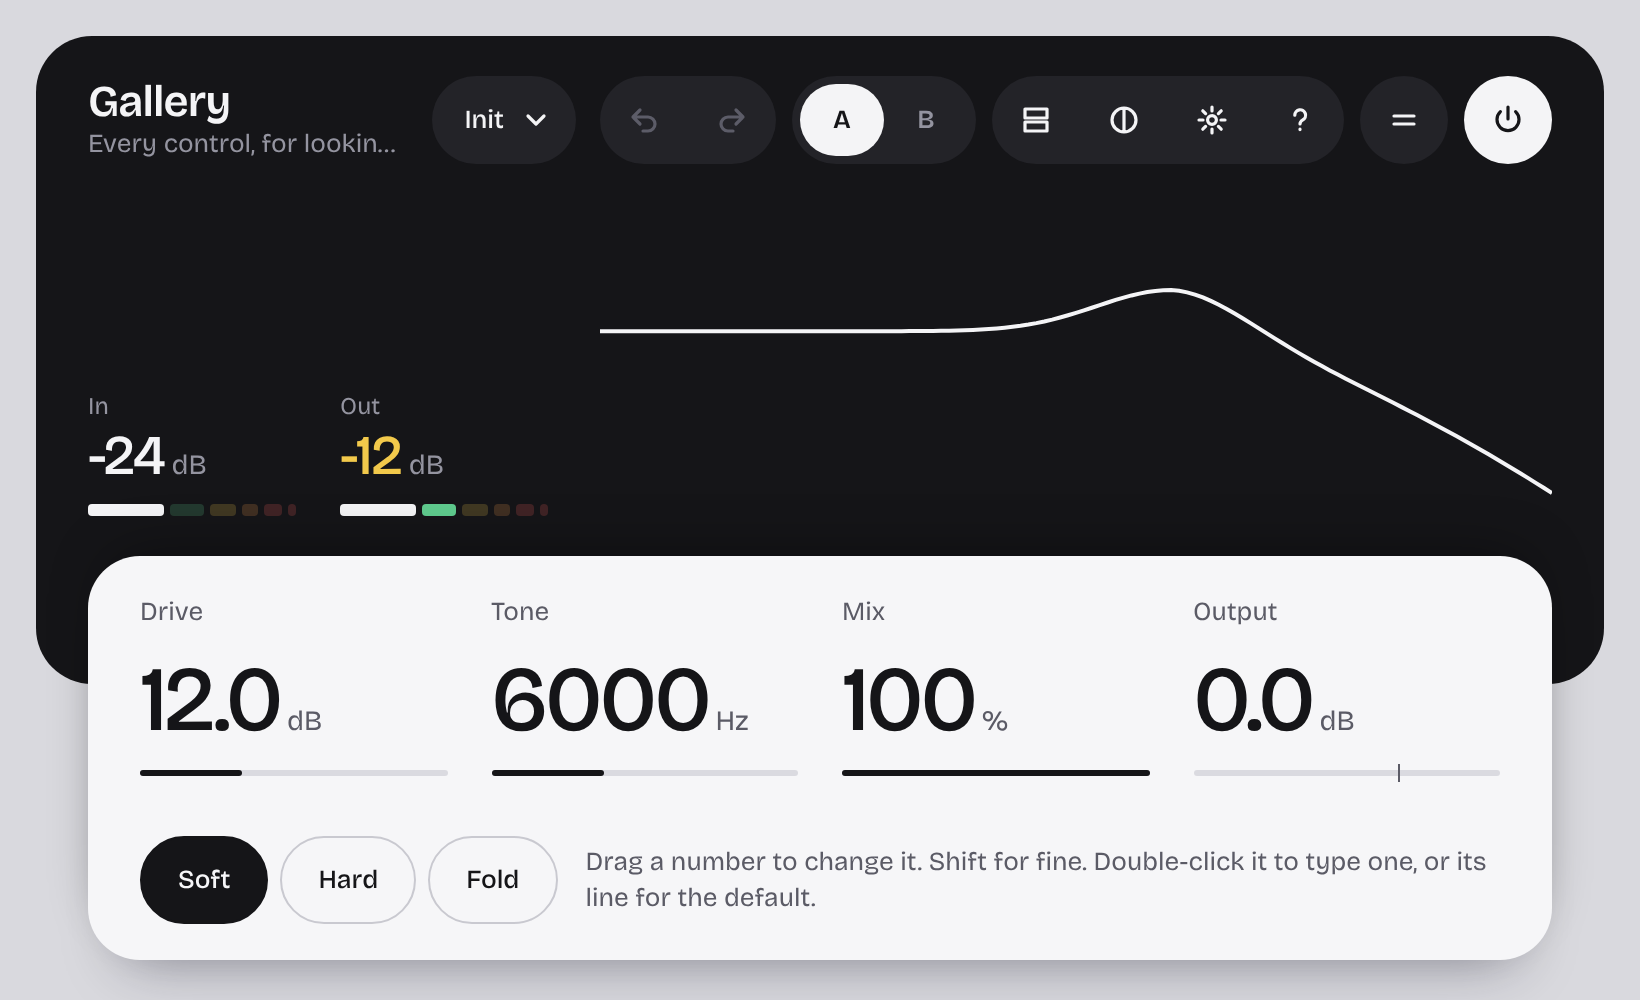 Gallery
Every control, for lookin...
Init
A
B
?
In
-24 dB
Out
-12 dB
Drive
12.0 dB
Tone
6000 Hz
Mix
100 %
Output
0.0 dB
Soft
Hard
Fold
Drag a number to change it. Shift for fine. Double-click it to type one, or its
line for the default.